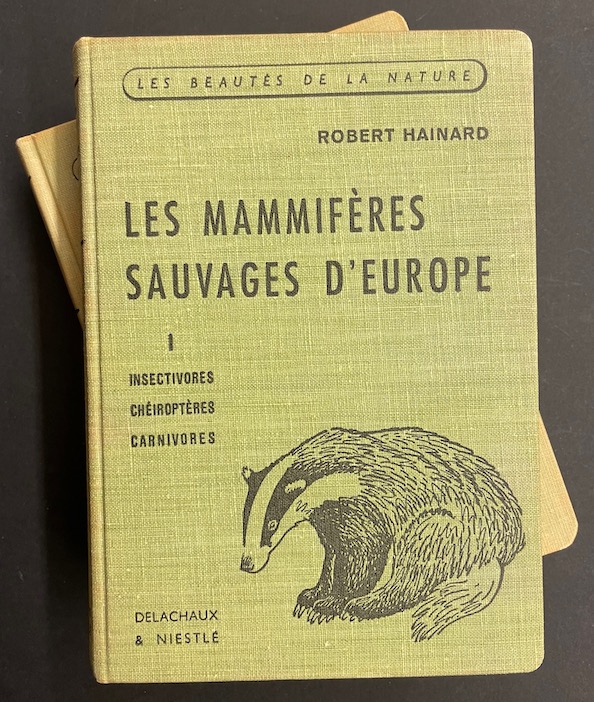 LES BEAUTÉS DE LA NATURE
ROBERT HAINARD
LES MAMMIFÈRES
SAUVAGES D'EUROPE
I
INSECTIVORES
CHÉIROPTÈRES
CARNIVORES
DELACHAUX
& NIESTLÉ